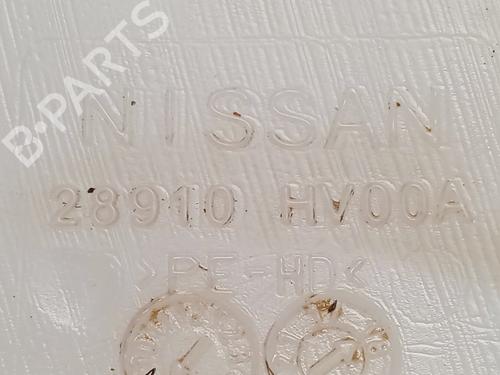 B·PARTS
NISSAN
28910 HV00A
>PE-HD<